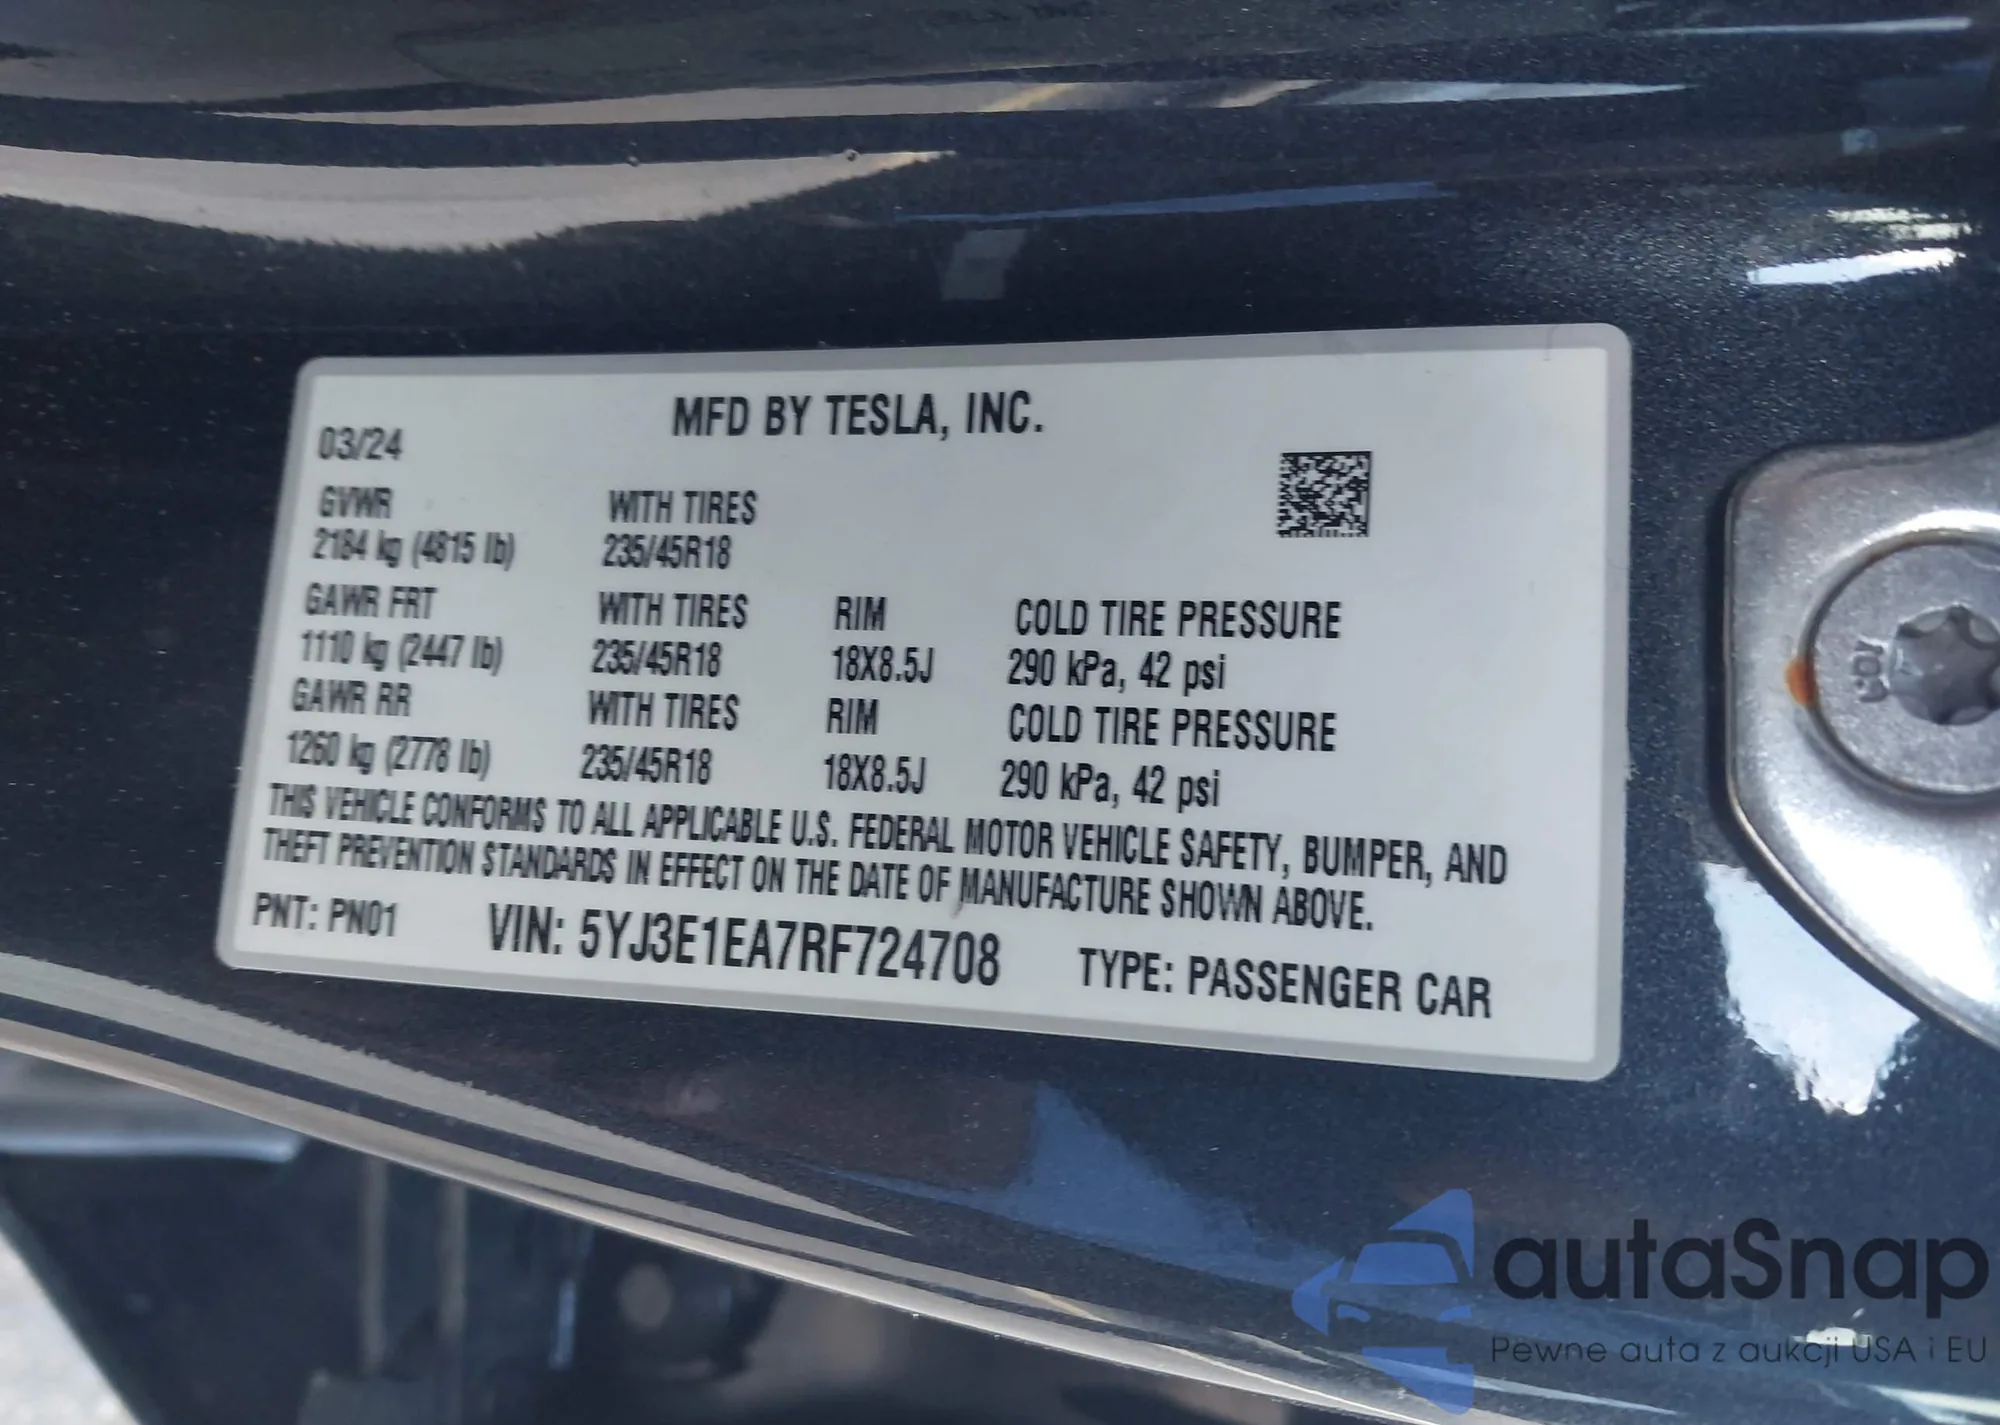 MFD BY TESLA, INC.
03/24
GVWR WITH TIRES
2184 kg (4815 lb) 235/45R18
GAWR FRT WITH TIRES RIM COLD TIRE PRESSURE
1110 kg (2447 lb) 235/45R18 18X8.5J 290 kPa, 42 psi
GAWR RR WITH TIRES RIM COLD TIRE PRESSURE
1260 kg (2778 lb) 235/45R18 18X8.5J 290 kPa, 42 psi
THIS VEHICLE CONFORMS TO ALL APPLICABLE U.S. FEDERAL MOTOR VEHICLE SAFETY, BUMPER, AND
THEFT PREVENTION STANDARDS IN EFFECT ON THE DATE OF MANUFACTURE SHOWN ABOVE.
PNT: PN01 VIN: 5YJ3E1EA7RF724708 TYPE: PASSENGER CAR
autaSnap
Pewne auta z aukcji USA i EU